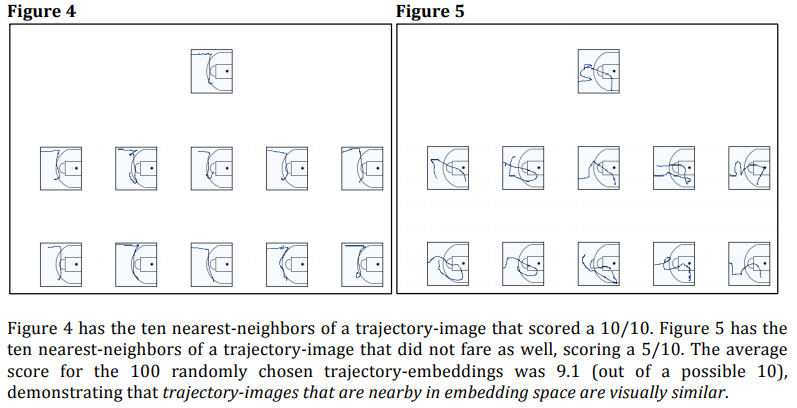 Figure 4
Figure 5
Figure 4 has the ten nearest-neighbors of a trajectory-image that scored a 10/10. Figure 5 has the
ten nearest-neighbors of a trajectory-image that did not fare as well, scoring a 5/10. The average
score for the 100 randomly chosen trajectory-embeddings was 9.1 (out of a possible 10),
demonstrating that trajectory-images that are nearby in embedding space are visually similar.